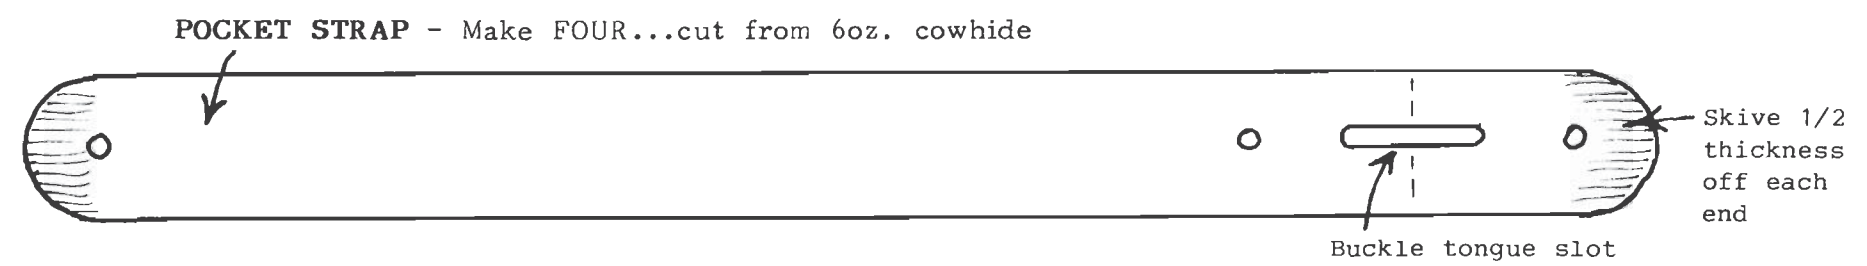 POCKET STRAP - Make FOUR...cut from 6oz. cowhide
Skive 1/2
thickness
off each
end
Buckle tongue slot